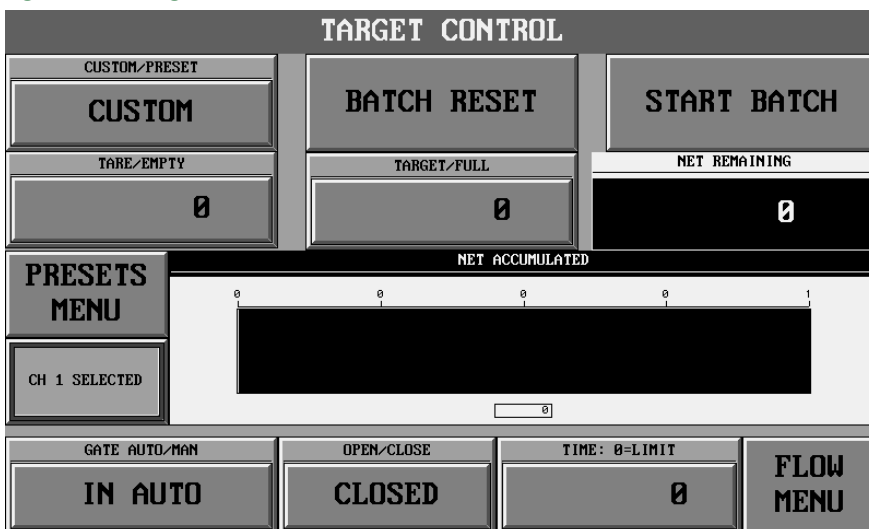 TARGET CONTROL
CUSTOM/PRESET
CUSTOM
BATCH RESET
START BATCH
TARE/EMPTY
0
TARGET/FULL
0
NET REMAINING
0
PRESETS
MENU
NET ACCUMULATED
0 0 0 0 1
CH 1 SELECTED
0
GATE AUTO/MAN
IN AUTO
OPEN/CLOSE
CLOSED
TIME: 0=LIMIT
0
FLOW
MENU